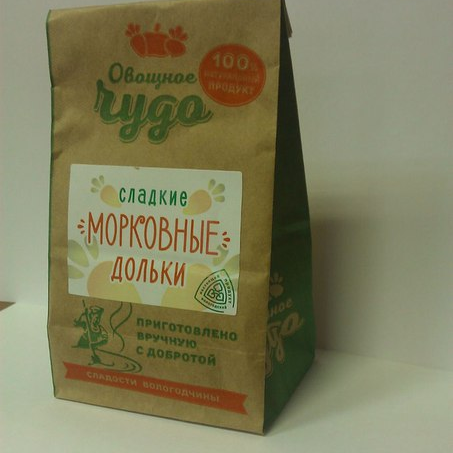 Овощное
чудо
100%
НАТУРАЛЬНЫЙ
ПРОДУКТ
СЛАДКИЕ
МОРКОВНЫЕ
ДОЛЬКИ
ПРИГОТОВЛЕНО
ВРУЧНУЮ
С ДОБРОТОЙ
СЛАДОСТИ ВОЛОГОДЧИНЫ